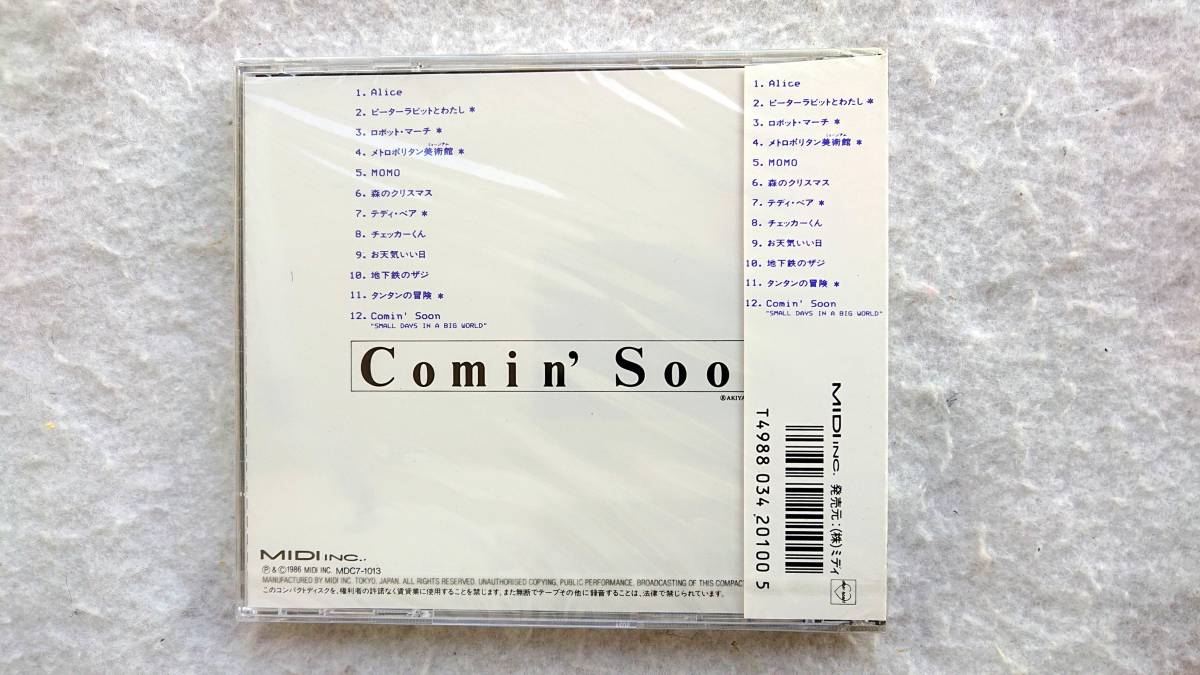 1. Alice
2. ピーターラビットとわたし *
3. ロボット・マーチ *
ミュージアム
4. メトロポリタン美術館 *
5. MOMO
6. 森のクリスマス
7. テディ・ベア *
8. チェッカーくん
9. お天気いい日
10. 地下鉄のザジ
11. タンタンの冒険 *
12. Comin' Soon
"SMALL DAYS IN A BIG WORLD"
Comin' Soo
ⓇAKIYA
MIDI INC.
Ⓟ & Ⓒ1986 MIDI INC. MDC7-1013
MANUFACTURED BY MIDI INC. TOKYO. JAPAN. ALL RIGHTS RESERVED. UNAUTHORISED COPYING, PUBLIC PERFORMANCE. BROADCASTING OF THIS COMPACT
このコンパクトディスクを、権利者の許諾なく賃貸業に使用することを禁じます。また無断でテープその他に録音することは、法律で禁じられています。
1. Alice
2. ピーターラビットとわたし *
3. ロボット・マーチ *
ミュージアム
4. メトロポリタン美術館 *
5. MOMO
6. 森のクリスマス
7. テディ・ベア *
8. チェッカーくん
9. お天気いい日
10. 地下鉄のザジ
11. タンタンの冒険 *
12. Comin' Soon
"SMALL DAYS IN A BIG WORLD"
MIDI INC. 発売元:(株)ミディ
T4988 034 20100 5